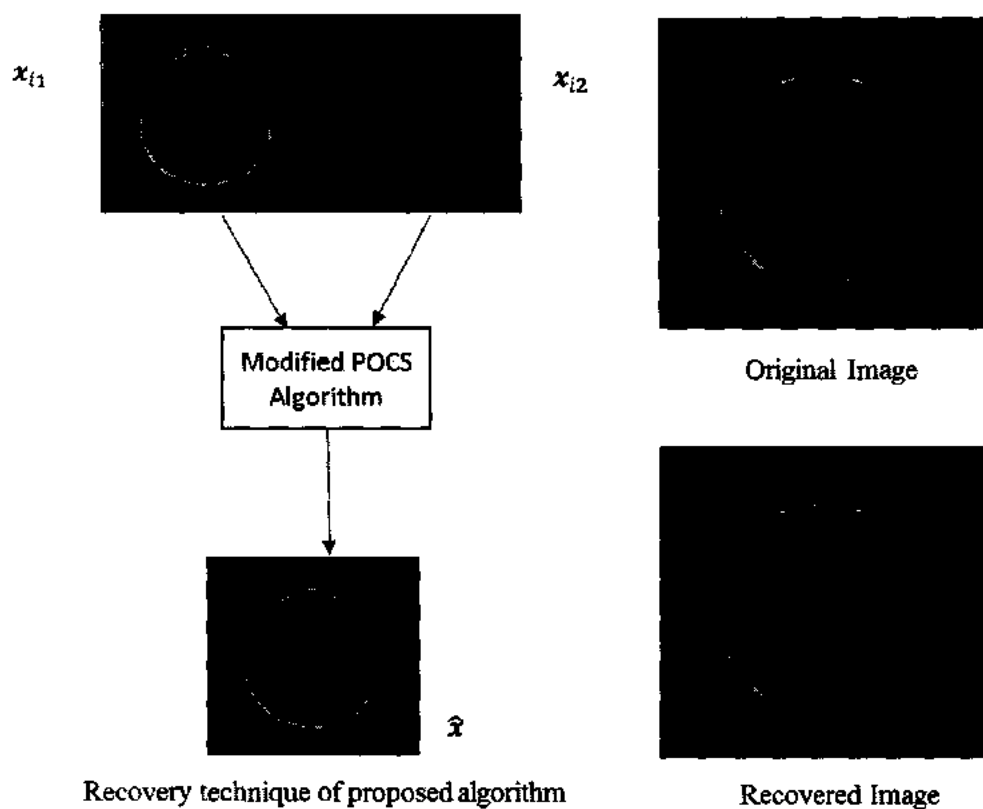 x_{i1}
x_{i2}
Modified POCS
Algorithm
x̂
Recovery technique of proposed algorithm
Original Image
Recovered Image